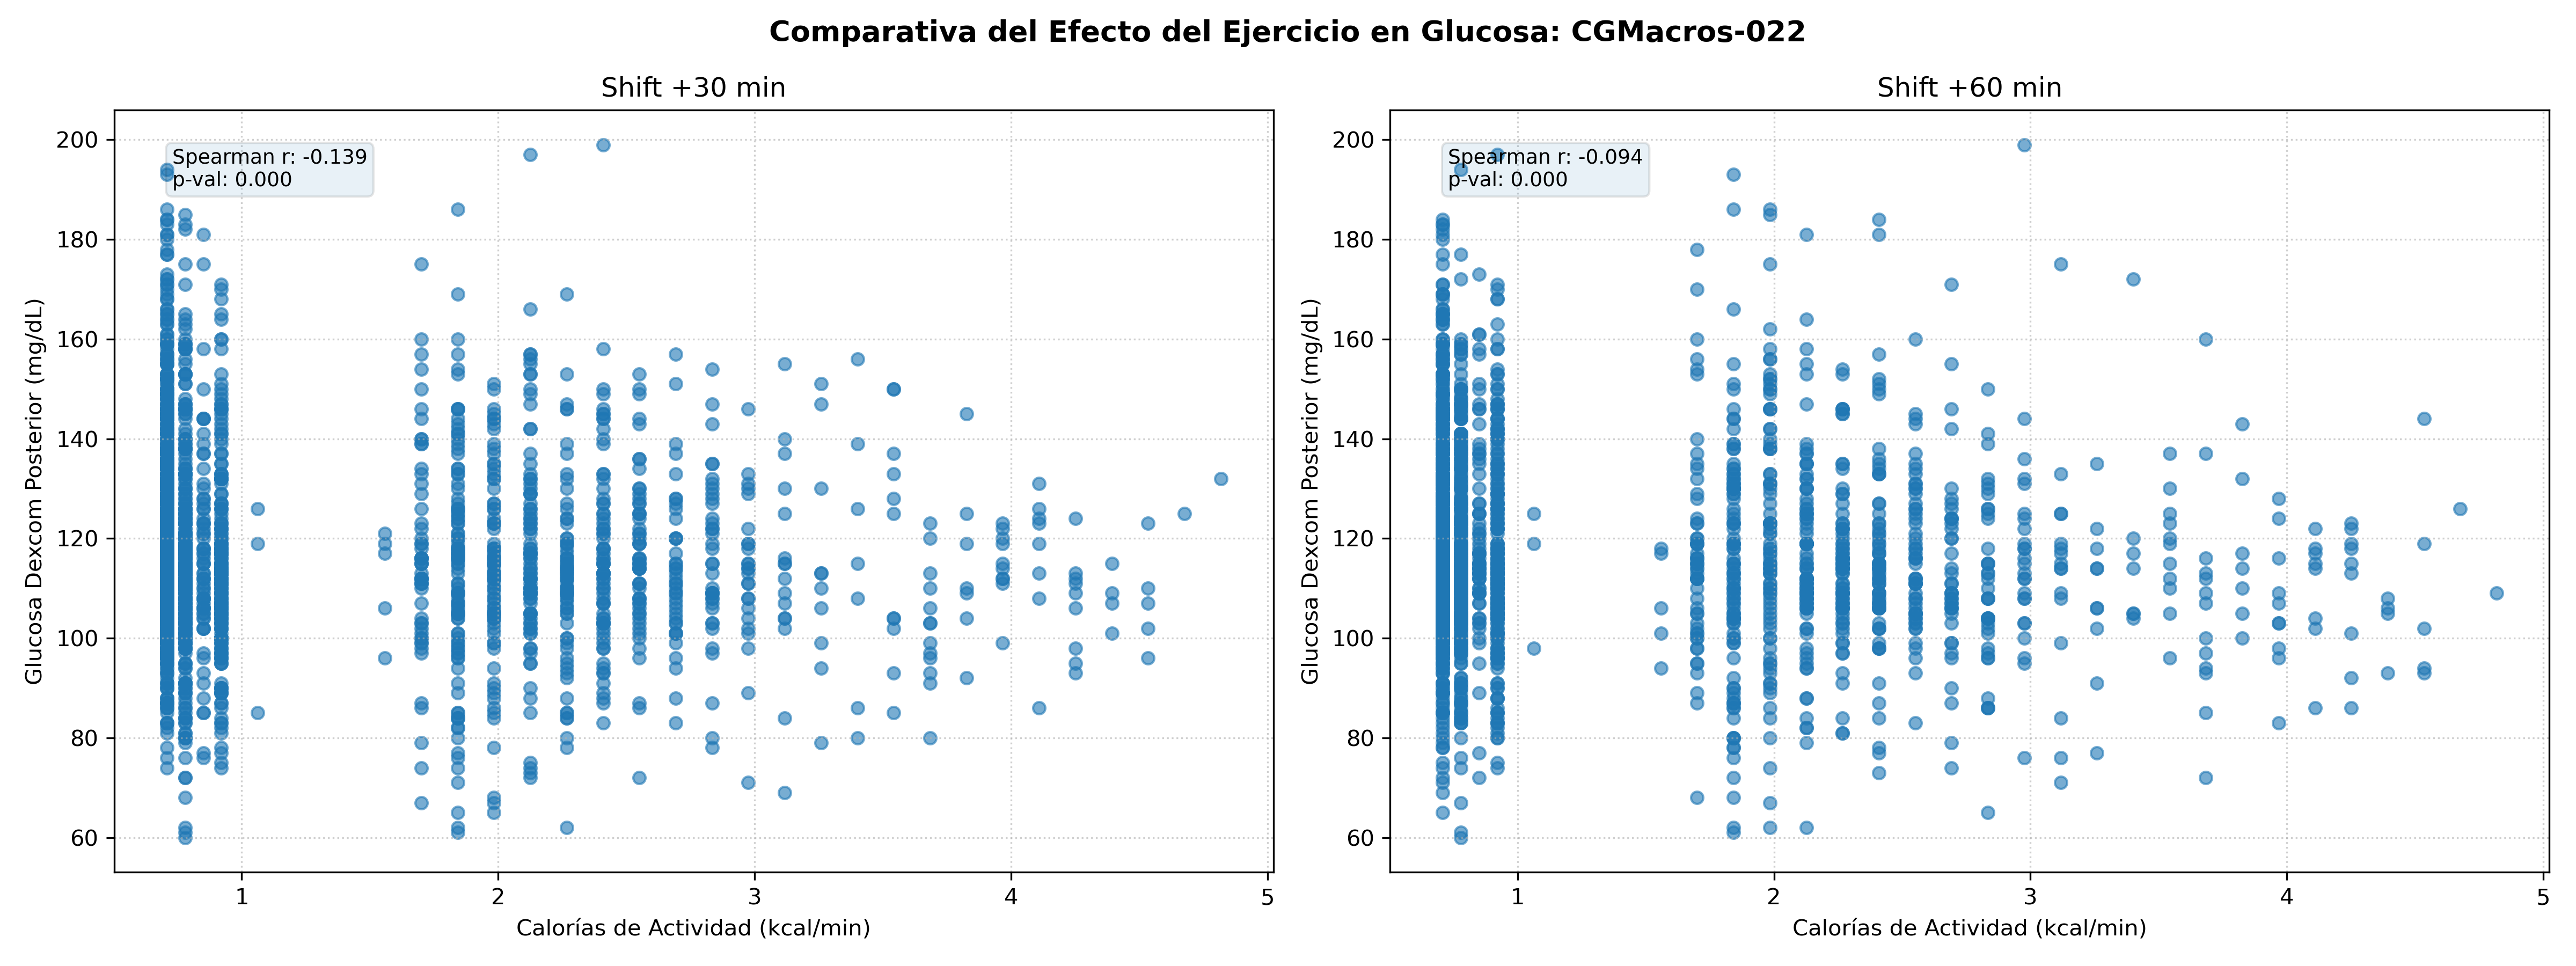 Comparativa del Efecto del Ejercicio en Glucosa: CGMacros-022
Shift +30 min
Spearman r: -0.139
p-val: 0.000
Glucosa Dexcom Posterior (mg/dL)
200
180
160
140
120
100
80
60
1 2 3 4 5
Calorías de Actividad (kcal/min)
Shift +60 min
Spearman r: -0.094
p-val: 0.000
Glucosa Dexcom Posterior (mg/dL)
200
180
160
140
120
100
80
60
1 2 3 4 5
Calorías de Actividad (kcal/min)